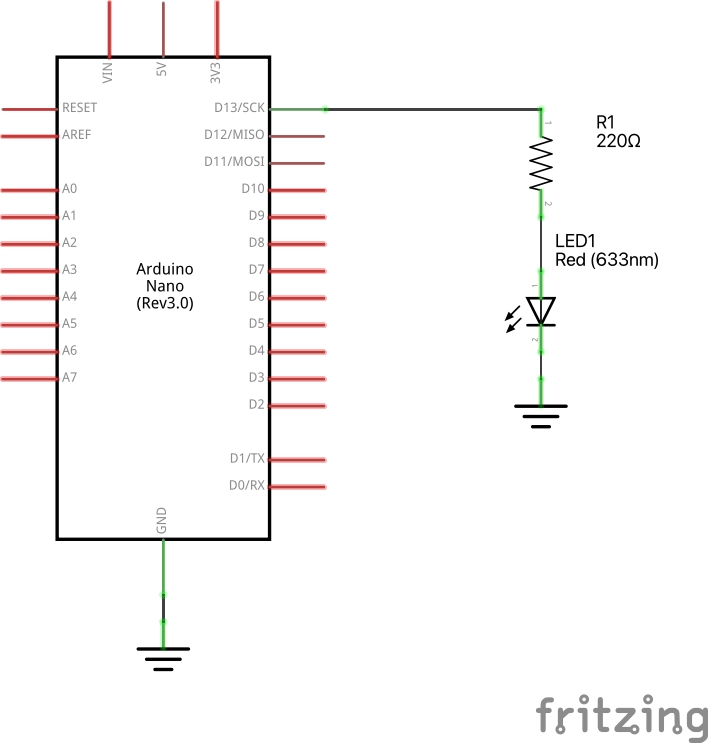 VIN
5V
3V3
RESET
AREF
A0
A1
A2
A3
A4
A5
A6
A7
D13/SCK
D12/MISO
D11/MOSI
D10
D9
D8
D7
D6
D5
D4
D3
D2
D1/TX
D0/RX
Arduino
Nano
(Rev3.0)
GND
1
R1
220Ω
2
LED1
Red (633nm)
1
2
fritzing